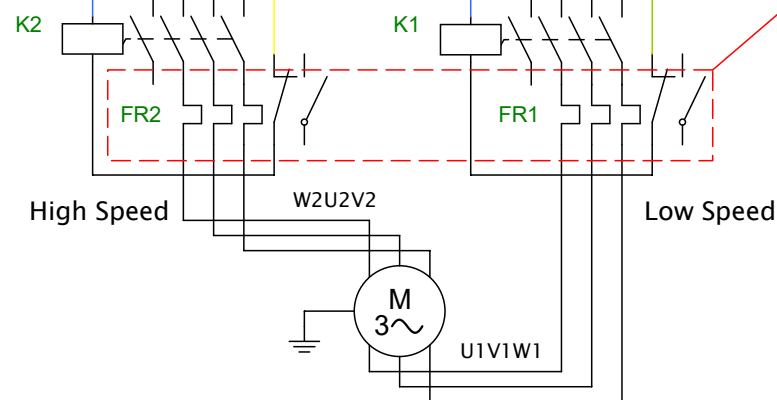 K2
K1
FR2
FR1
High Speed
W2U2V2
Low Speed
M
3~
U1V1W1